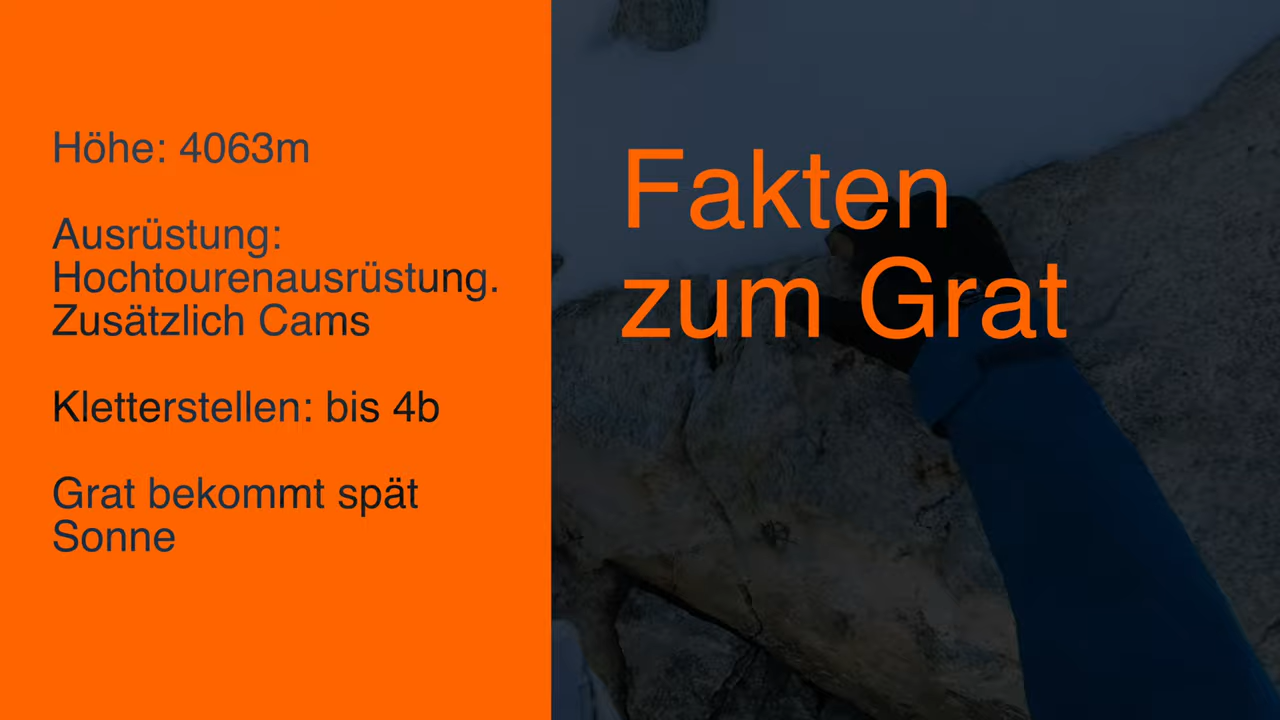 Höhe: 4063m
Ausrüstung:
Hochtourenausrüstung.
Zusätzlich Cams
Kletterstellen: bis 4b
Grat bekommt spät
Sonne
Fakten
zum Grat